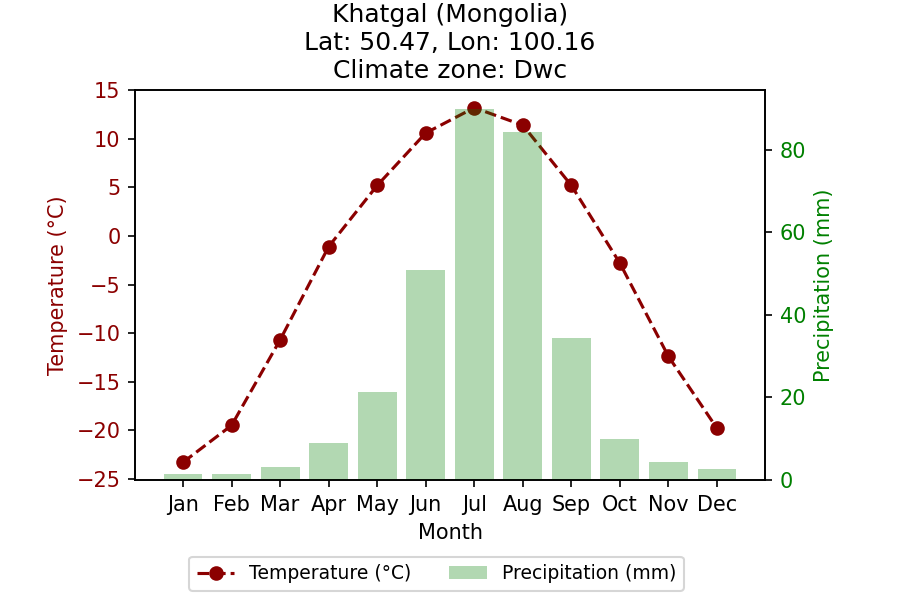 Khatgal (Mongolia)
Lat: 50.47, Lon: 100.16
Climate zone: Dwc
15
10
5
0
−5
−10
−15
−20
−25
Temperature (°C)
80
60
40
20
0
Precipitation (mm)
Jan Feb Mar Apr May Jun Jul Aug Sep Oct Nov Dec
Month
Temperature (°C) Precipitation (mm)